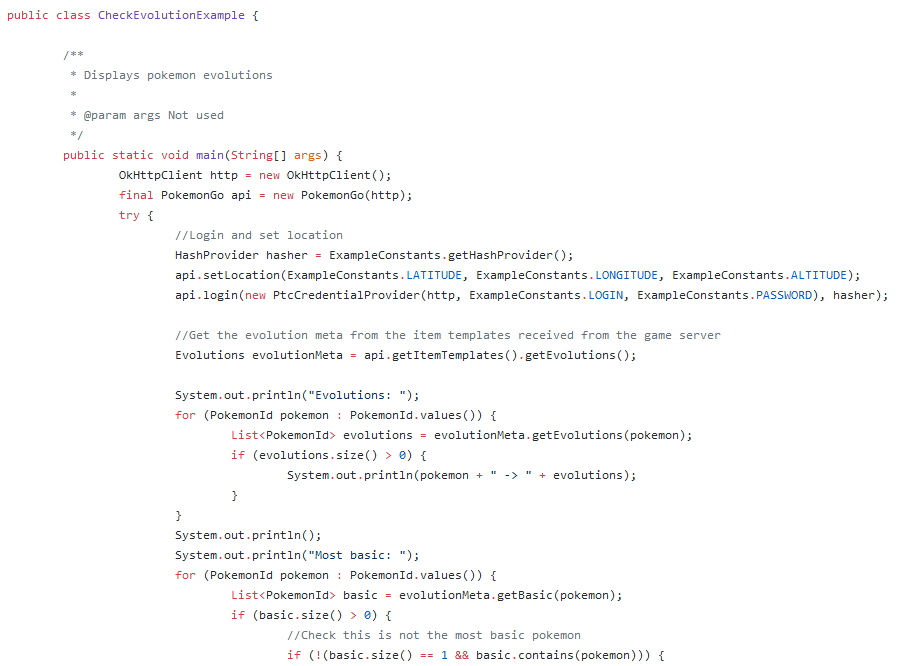 public class CheckEvolutionExample {
/**
* Displays pokemon evolutions
*
* @param args Not used
*/
public static void main(String[] args) {
OkHttpClient http = new OkHttpClient();
final PokemonGo api = new PokemonGo(http);
try {
//Login and set location
HashProvider hasher = ExampleConstants.getHashProvider();
api.setLocation(ExampleConstants.LATITUDE, ExampleConstants.LONGITUDE, ExampleConstants.ALTITUDE);
api.login(new PtcCredentialProvider(http, ExampleConstants.LOGIN, ExampleConstants.PASSWORD), hasher);
//Get the evolution meta from the item templates received from the game server
Evolutions evolutionMeta = api.getItemTemplates().getEvolutions();
System.out.println("Evolutions: ");
for (PokemonId pokemon : PokemonId.values()) {
List<PokemonId> evolutions = evolutionMeta.getEvolutions(pokemon);
if (evolutions.size() > 0) {
System.out.println(pokemon + " -> " + evolutions);
}
}
System.out.println();
System.out.println("Most basic: ");
for (PokemonId pokemon : PokemonId.values()) {
List<PokemonId> basic = evolutionMeta.getBasic(pokemon);
if (basic.size() > 0) {
//Check this is not the most basic pokemon
if (!(basic.size() == 1 && basic.contains(pokemon))) {